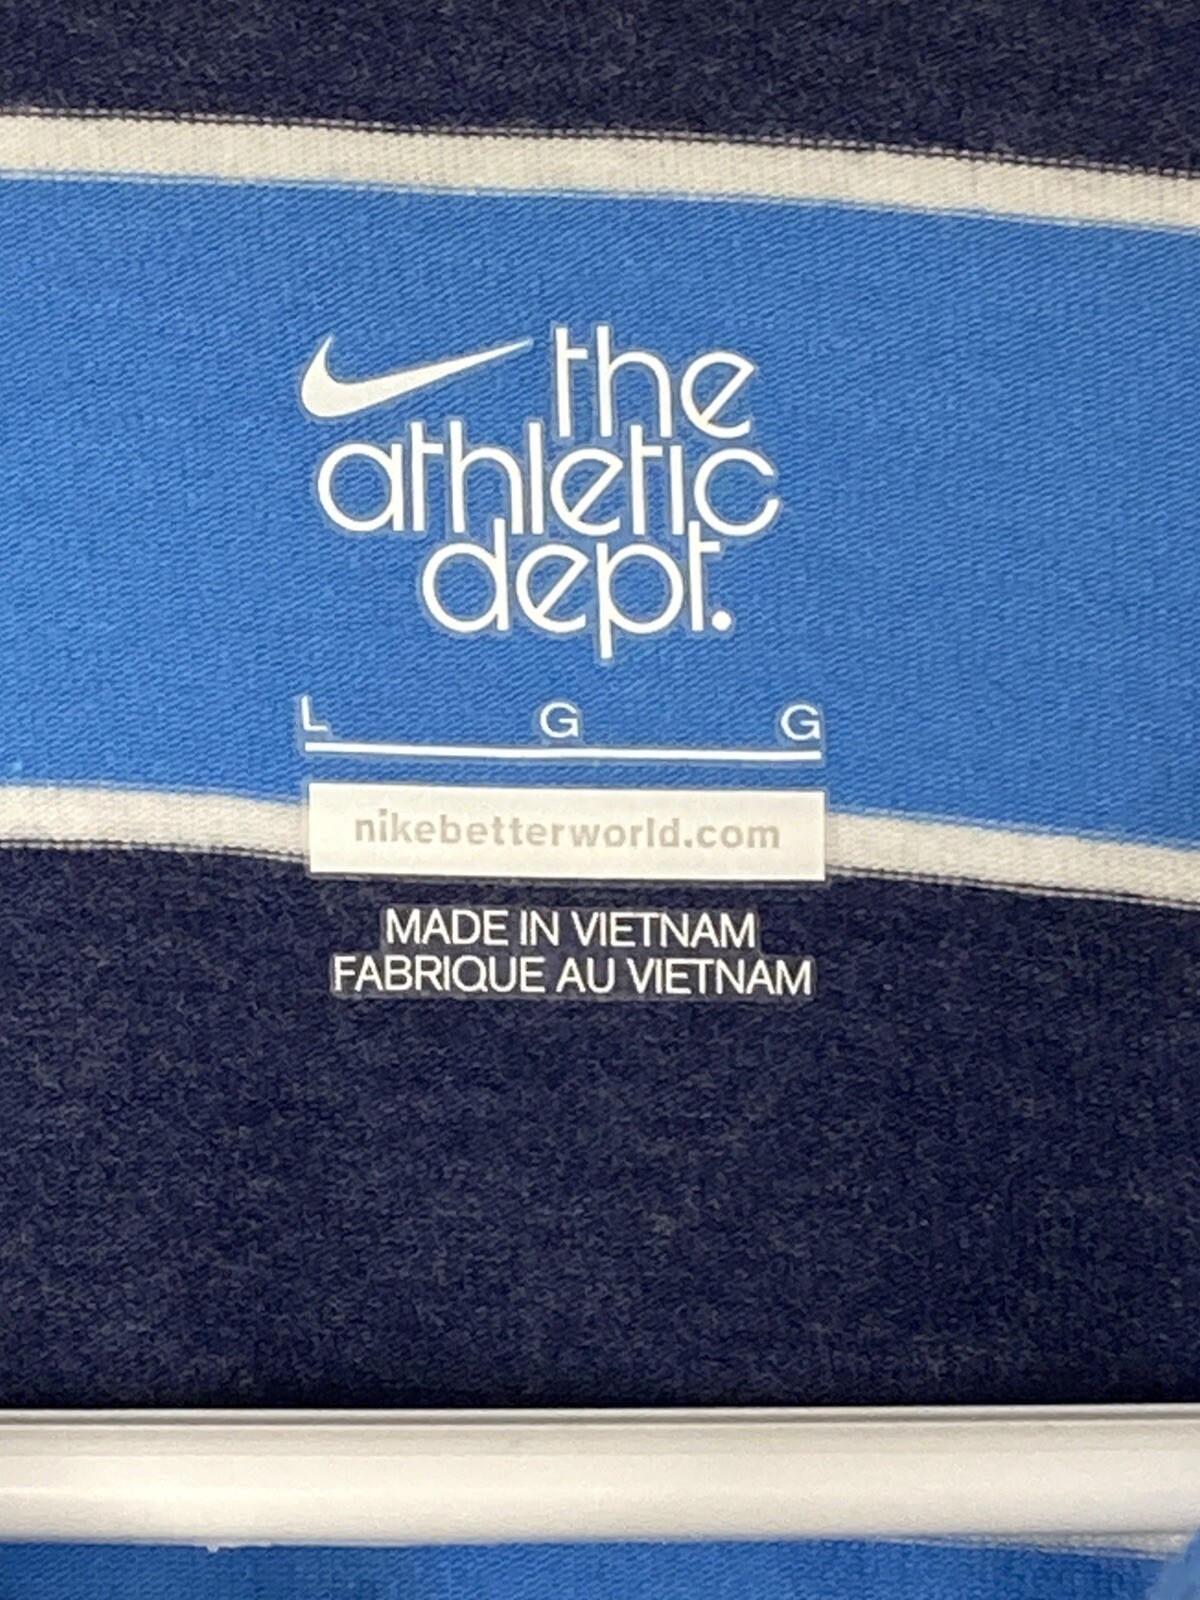 the
athletic
dept.
L G G
nikebetterworld.com
MADE IN VIETNAM
FABRIQUE AU VIETNAM